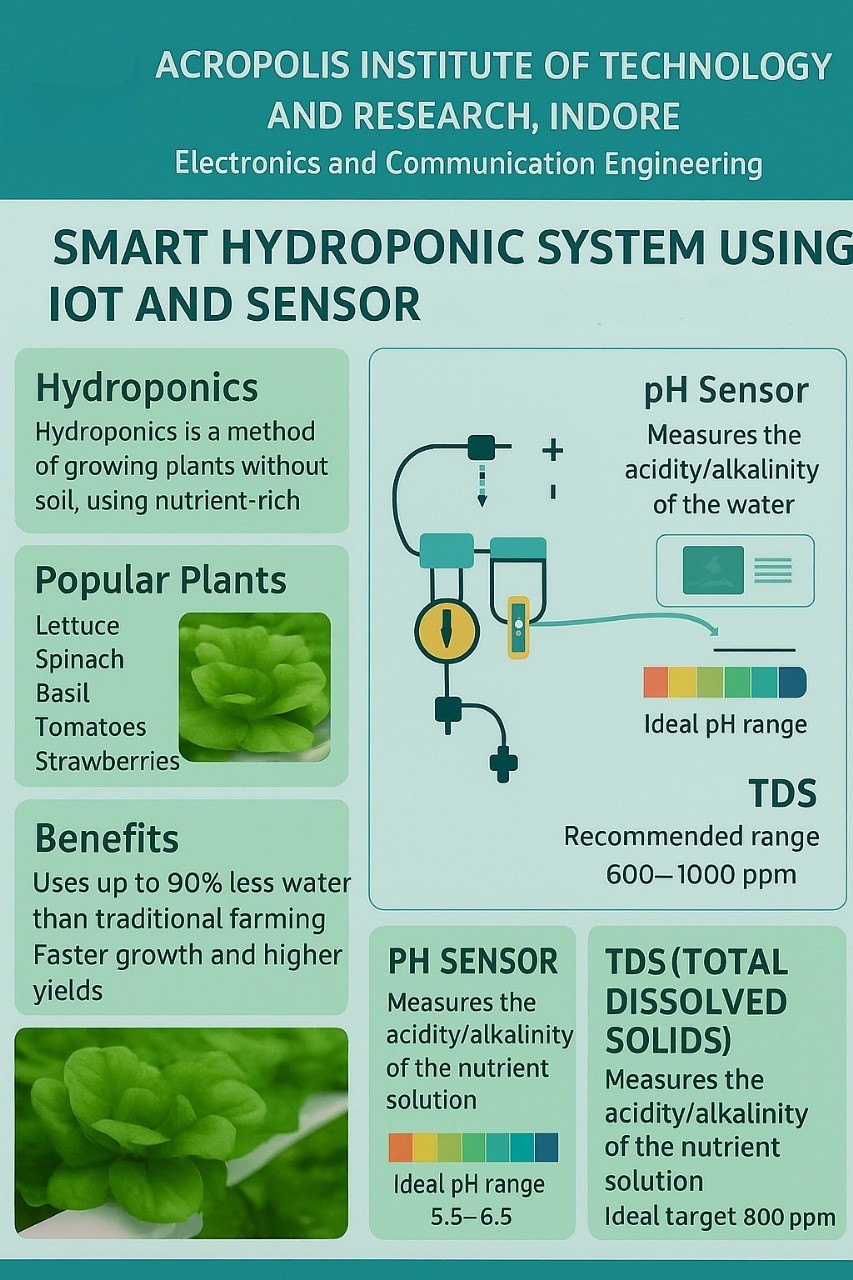 ACROPOLIS INSTITUTE OF TECHNOLOGY
AND RESEARCH, INDORE
Electronics and Communication Engineering
SMART HYDROPONIC SYSTEM USING
IOT AND SENSOR
Hydroponics
Hydroponics is a method
of growing plants without
soil, using nutrient-rich
Popular Plants
Lettuce
Spinach
Basil
Tomatoes
Strawberries
Benefits
Uses up to 90% less water
than traditional farming
Faster growth and higher
yields
pH Sensor
Measures the
acidity/alkalinity
of the water
+
Ideal pH range
TDS
Recommended range
600–1000 ppm
PH SENSOR
Measures the
acidity/alkalinity
of the nutrient
solution
Ideal pH range
5.5–6.5
TDS (TOTAL
DISSOLVED
SOLIDS)
Measures the
acidity/alkalinity
of the nutrient
solution
Ideal target 800 ppm